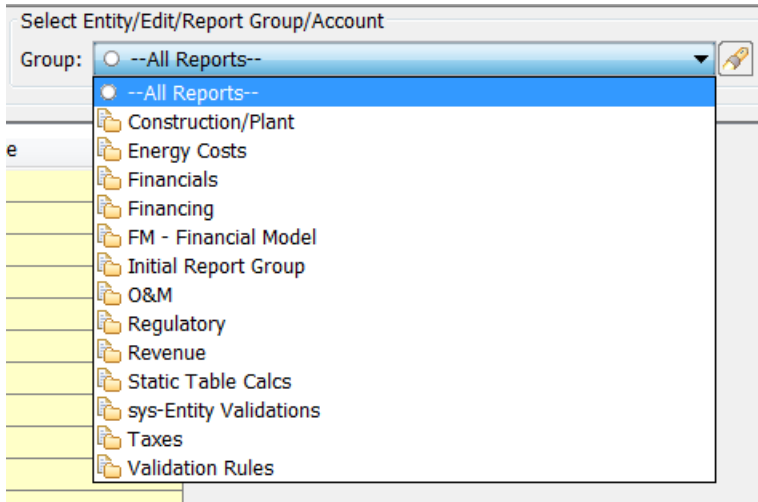 Select Entity/Edit/Report Group/Account
Group: --All Reports--
--All Reports--
Construction/Plant
e
Energy Costs
Financials
Financing
FM - Financial Model
Initial Report Group
O&M
Regulatory
Revenue
Static Table Calcs
sys-Entity Validations
Taxes
Validation Rules